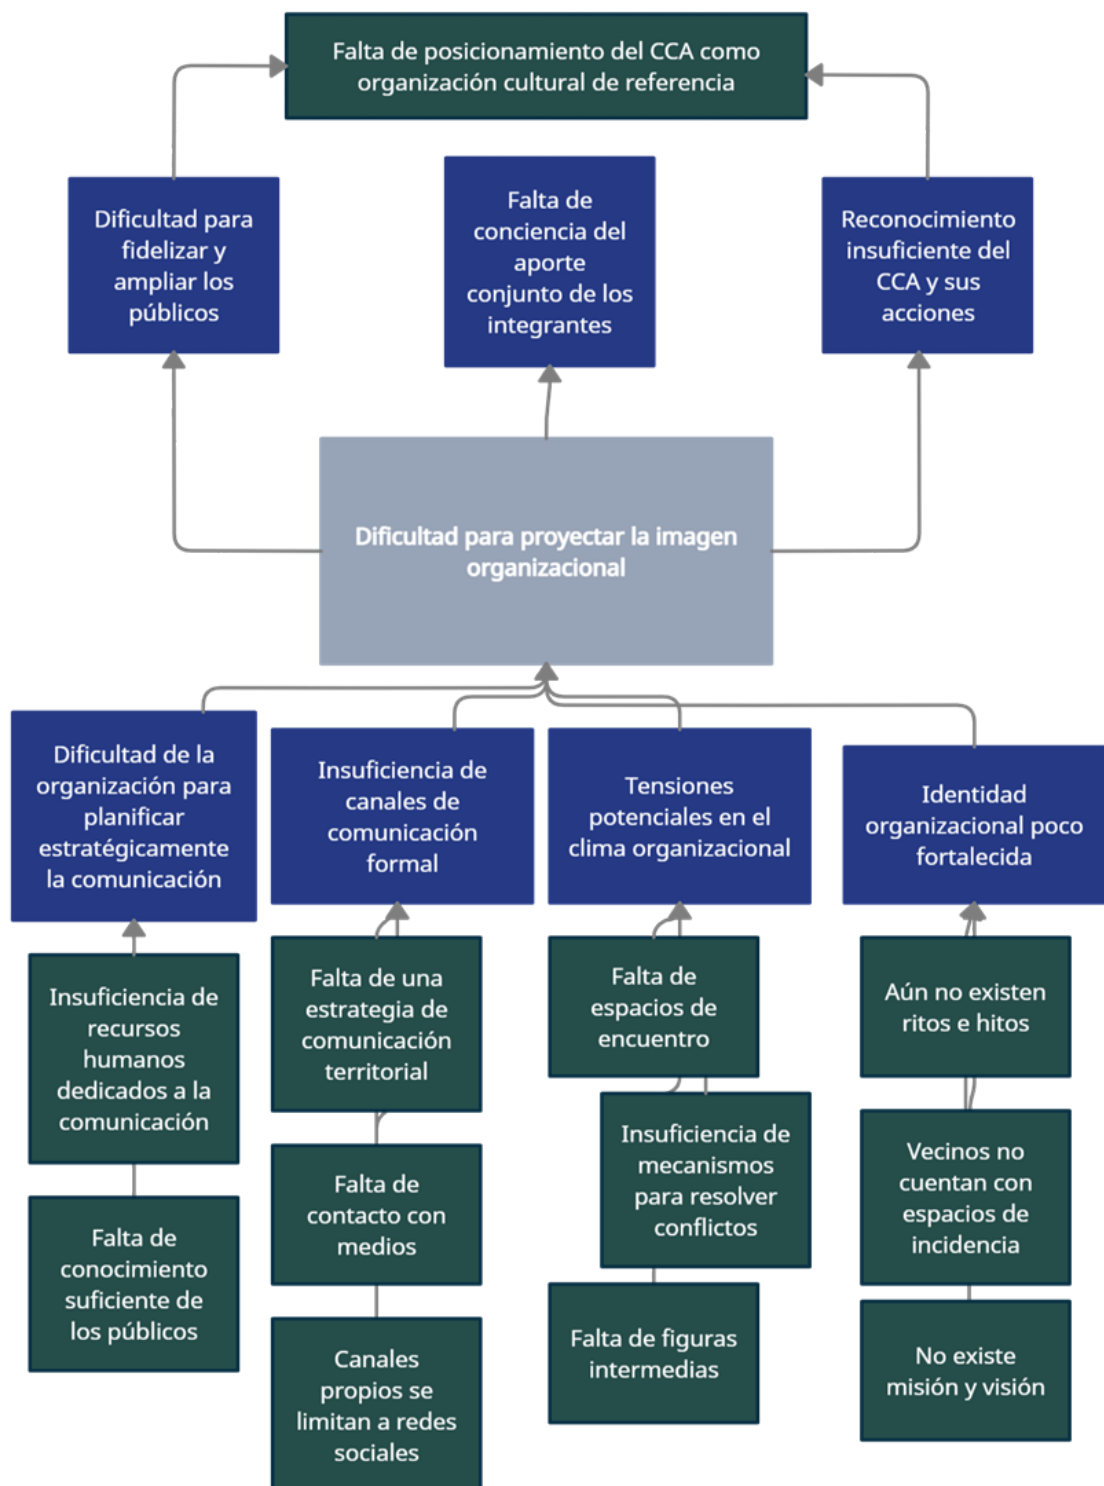 Falta de posicionamiento del CCA como
organización cultural de referencia
Dificultad para
fidelizar y
ampliar los
públicos
Falta de
conciencia del
aporte
conjunto de los
integrantes
Reconocimiento
insuficiente del
CCA y sus
acciones
Dificultad para proyectar la imagen
organizacional
Dificultad de la
organización para
planificar
estratégicamente
la comunicación
Insuficiencia de
canales de
comunicación
formal
Tensiones
potenciales en el
clima organizacional
Identidad
organizacional poco
fortalecida
Insuficiencia de
recursos
humanos
dedicados a la
comunicación
Falta de
conocimiento
suficiente de
los públicos
Falta de una
estrategia de
comunicación
territorial
Falta de
contacto con
medios
Canales
propios se
limitan a redes
sociales
Falta de
espacios de
encuentro
Insuficiencia de
mecanismos
para resolver
conflictos
Falta de figuras
intermedias
Aún no existen
ritos e hitos
Vecinos no
cuentan con
espacios de
incidencia
No existe
misión y visión